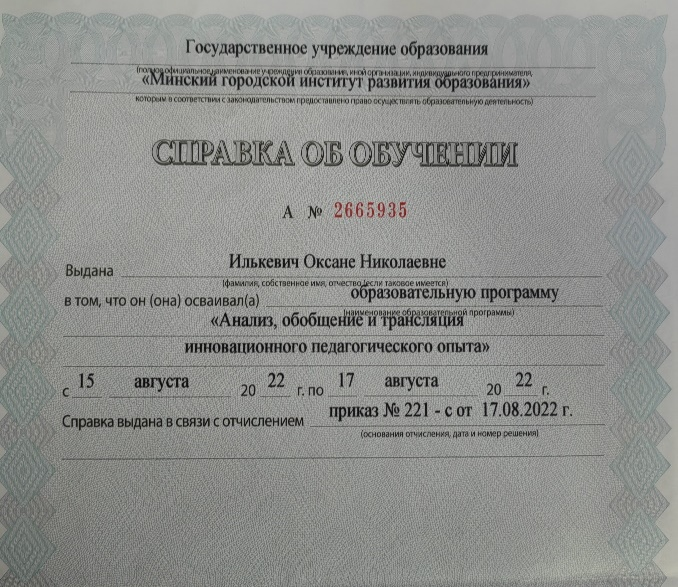 Государственное учреждение образования
(полное официальное наименование учреждения образования, иной организации, индивидуального предпринимателя,
«Минский городской институт развития образования»
которым в соответствии с законодательством предоставлено право осуществлять образовательную деятельность)
СПРАВКА ОБ ОБУЧЕНИИ
А № 2665935
Выдана Илькевич Оксане Николаевне
(фамилия, собственное имя, отчество (если таковое имеется)
в том, что он (она) осваивал(а) образовательную программу
(наименование образовательной программы)
«Анализ, обобщение и трансляция
инновационного педагогического опыта»
с 15 августа 20 22 г. по 17 августа 20 22 г.
Справка выдана в связи с отчислением приказ № 221 - с от 17.08.2022 г.
(основания отчисления, дата и номер решения)